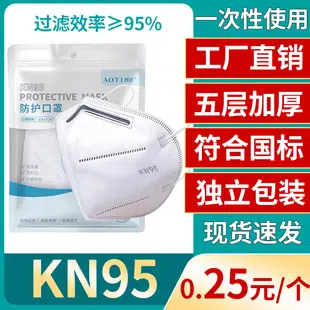 过滤效率≥95%
一次性使用
工厂直销
五层加厚
符合国标
独立包装
现货速发
AOTI
KN95
PROTECTIVE MASK
防护口罩
KN95
KN95
0.25元/个